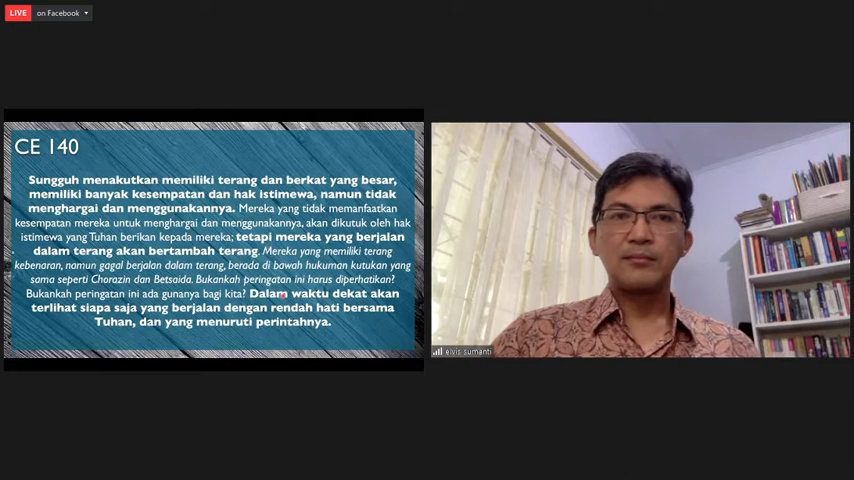 LIVE on Facebook
CE 140
Sungguh menakutkan memiliki terang dan berkat yang besar,
memiliki banyak kesempatan dan hak istimewa, namun tidak
menghargai dan menggunakannya. Mereka yang tidak memanfaatkan
kesempatan mereka untuk menghargai dan menggunakannya, akan dikutuk oleh hak
istimewa yang Tuhan berikan kepada mereka; tetapi mereka yang berjalan
dalam terang akan bertambah terang. Mereka yang memiliki terang
kebenaran, namun gagal berjalan dalam terang, berada di bawah hukuman kutukan yang
sama seperti Chorazin dan Betsaida. Bukankah peringatan ini harus diperhatikan?
Bukankah peringatan ini ada gunanya bagi kita? Dalam waktu dekat akan
terlihat siapa saja yang berjalan dengan rendah hati bersama
Tuhan, dan yang menuruti perintahnya.
elvis sumanti